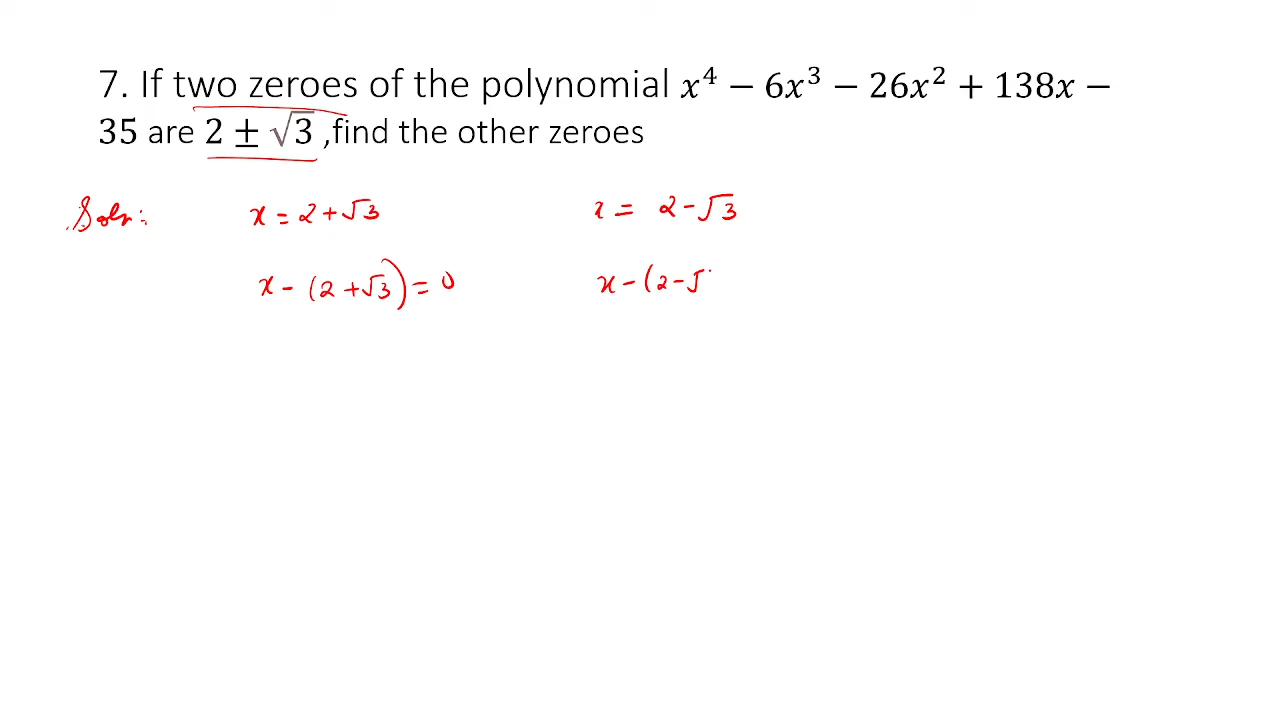 7. If two zeroes of the polynomial x⁴ − 6x³ − 26x² + 138x −
35 are 2 ± √3 ,find the other zeroes
Soln: x = 2 + √3 x = 2 − √3
x − (2 + √3) = 0 x − (2 − √